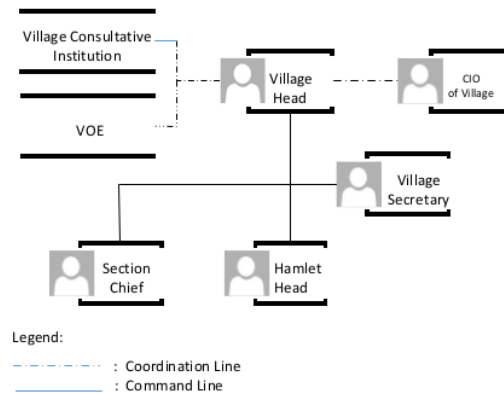 Village Consultative
Institution
VOE
Village
Head
CIO
of Village
Village
Secretary
Section
Chief
Hamlet
Head
Legend:
: Coordination Line
: Command Line